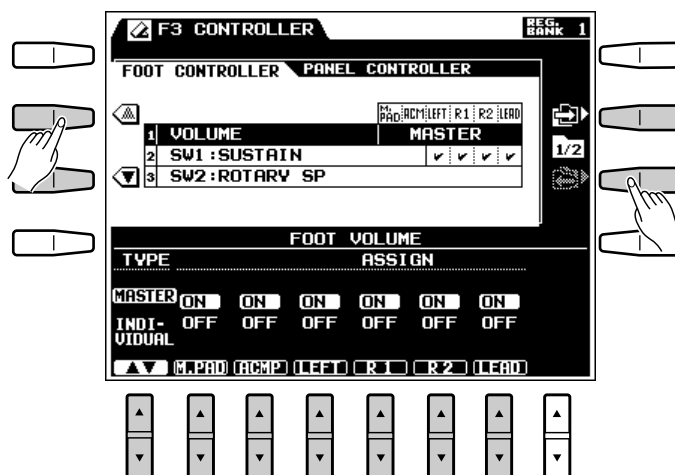 F3 CONTROLLER
REG. BANK 1
FOOT CONTROLLER PANEL CONTROLLER
M. PAD ACM LEFT R1 R2 LEAD
1 VOLUME MASTER
2 SW1:SUSTAIN ✔ ✔ ✔ ✔
1/2
3 SW2:ROTARY SP
FOOT VOLUME
TYPE ASSIGN
MASTER ON ON ON ON ON ON
INDI-VIDUAL OFF OFF OFF OFF OFF OFF
▲▼ M.PAD ACMP LEFT R1 R2 LEAD